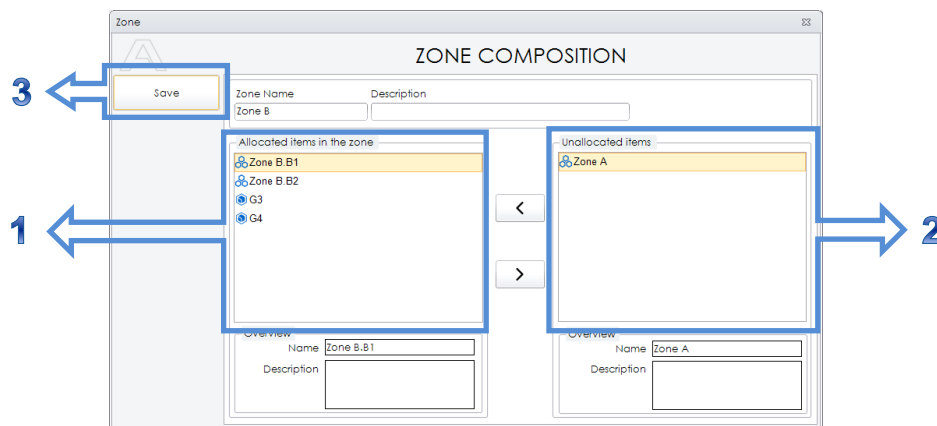 Zone
ZONE COMPOSITION
3
Save
Zone Name Description
Zone B
Allocated items in the zone
Unallocated items
Zone B.B1
Zone B.B2
G3
G4
Zone A
<
>
1
2
Overview
Name Zone B.B1
Description
Overview
Name Zone A
Description